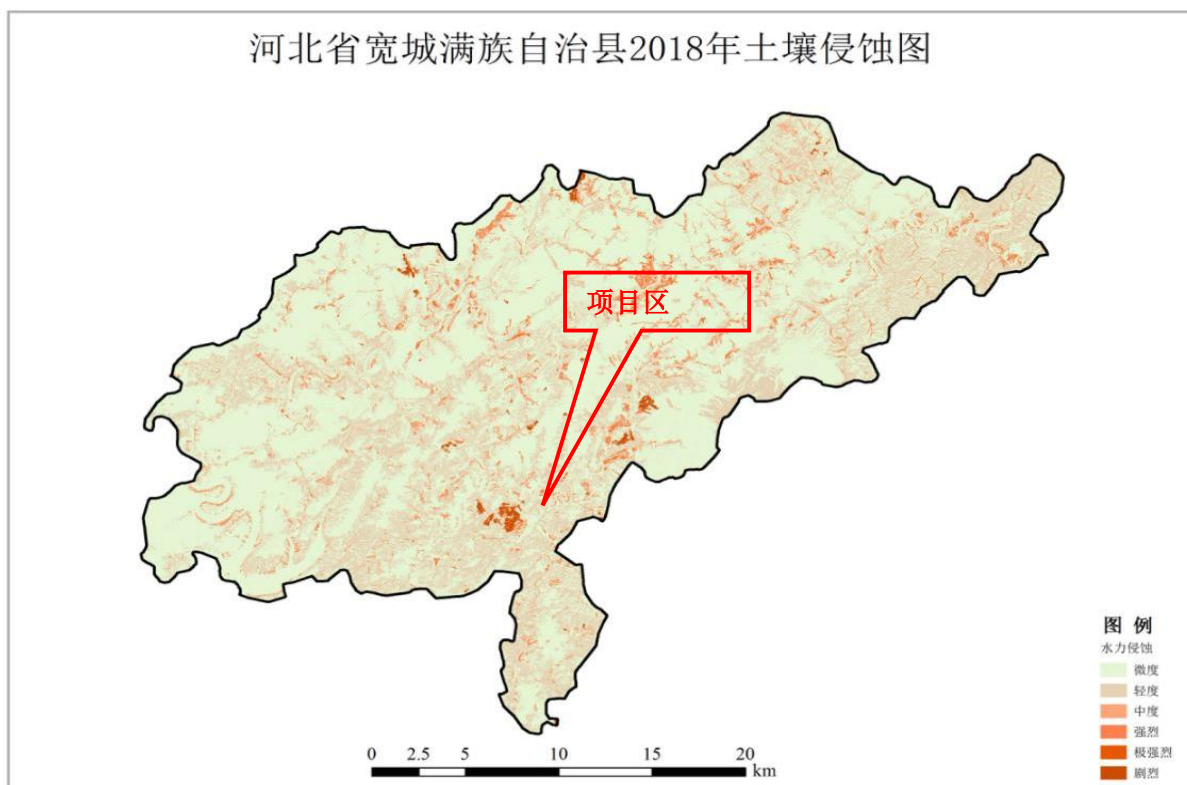 河北省宽城满族自治县2018年土壤侵蚀图
项目区
图 例
水力侵蚀
微度
轻度
中度
强烈
极强烈
剧烈
0 2.5 5 10 15 20
km